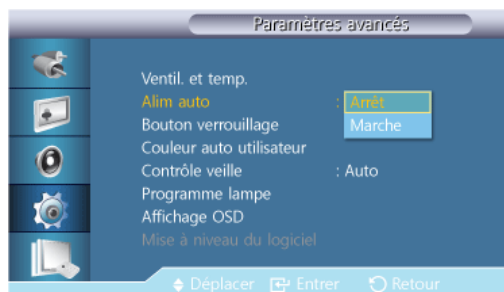 Paramètres avancés
Ventil. et temp.
Alim auto : Arrêt
Marche
Bouton verrouillage
Couleur auto utilisateur
Contrôle veille : Auto
Programme lampe
Affichage OSD
Mise à niveau du logiciel
Déplacer Entrer Retour